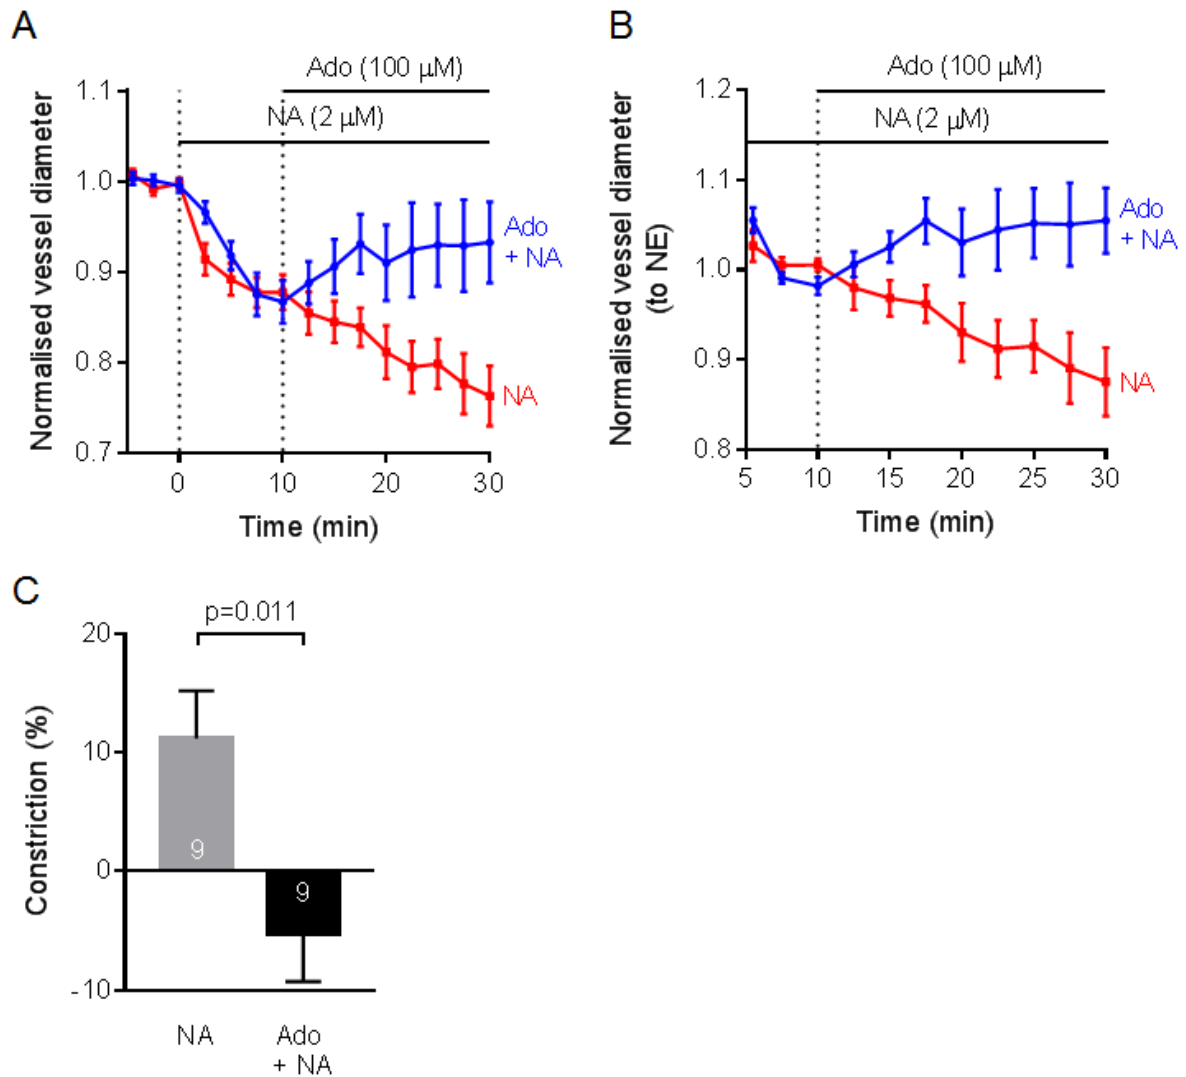 A
Ado (100 μM)
NA (2 μM)
1.1
1.0
0.9
0.8
0.7
Normalised vessel diameter
Ado
+ NA
NA
0
10
20
30
Time (min)
B
Ado (100 μM)
NA (2 μM)
1.2
1.1
1.0
0.9
0.8
Normalised vessel diameter
(to NE)
Ado
+ NA
NA
5
10
15
20
25
30
Time (min)
C
p=0.011
20
10
0
-10
Constriction (%)
9
9
NA
Ado
+ NA